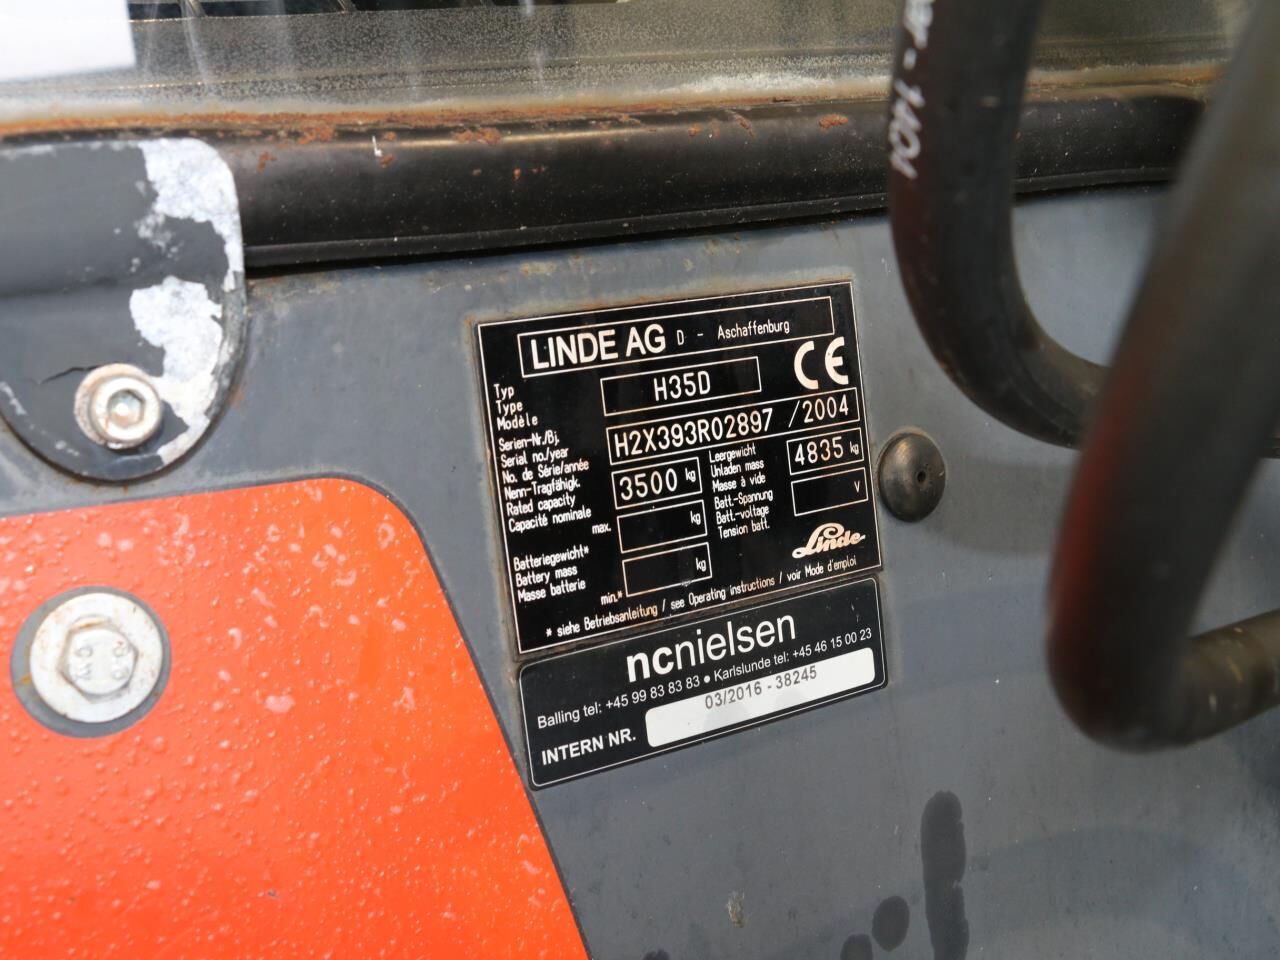 LINDE AG D - Aschaffenburg
Typ
Type
Modèle
H35D
CE
Serien-Nr./Bj.
Serial no./year
No. de Série/année
H2X393R02897 / 2004
Nenn-Tragfähigk.
Rated capacity
Capacité nominale
3500 kg
Leergewicht
Unladen mass
Masse à vide
4835 kg
Batt.-Spannung
Batt.-voltage
Tension batt.
V
max. kg
Batteriegewicht*
Battery mass
Masse batterie
min.* kg
Linde
* siehe Betriebsanleitung / see Operating instructions / voir Mode d'emploi
ncnielsen
Balling tel: +45 99 83 83 83 • Karlslunde tel: +45 46 15 00 23
INTERN NR. 03/2016 - 38245
- 1401